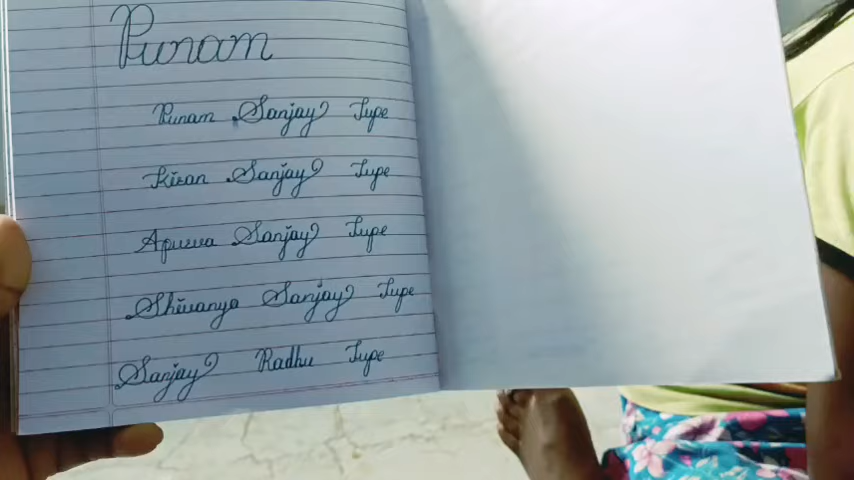 Punam
Punam Sanjay Tupe
Kiran Sanjay Tupe
Apurva Sanjay Tupe
Shivanya Sanjay Tupe
Sanjay Radhu Tupe